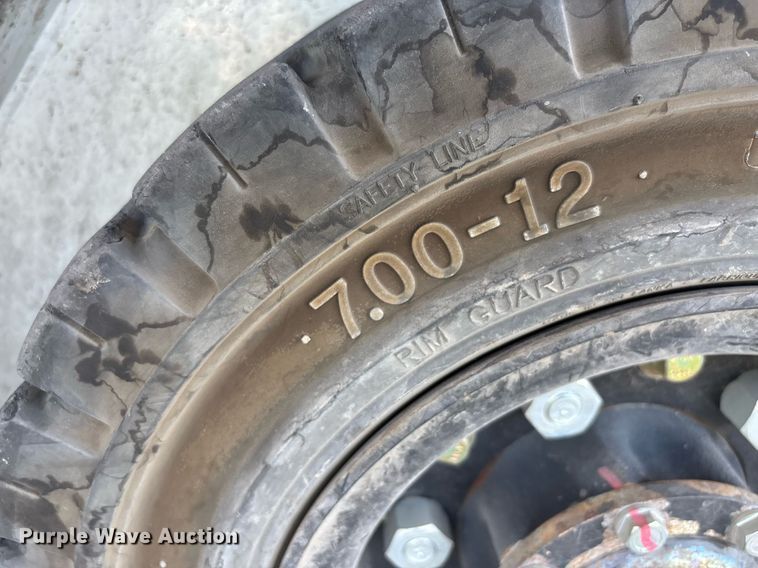 SAFETY LINE
7.00-12
RIM GUARD
Purple Wave Auction